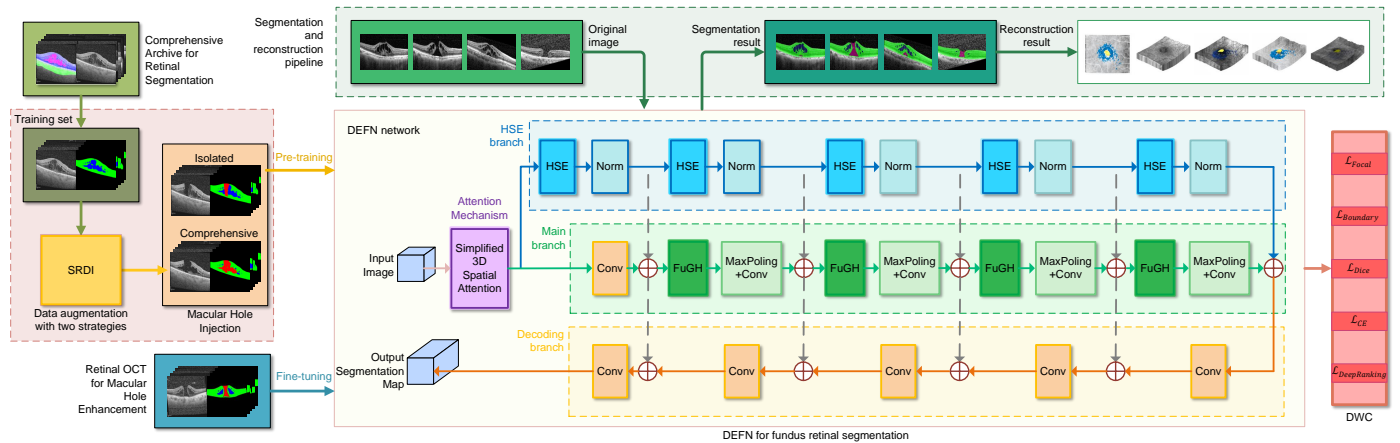 Comprehensive
Archive for
Retinal
Segmentation
Segmentation
and
reconstruction
pipeline
Original
image
Segmentation
result
Reconstruction
result
Training set
Isolated
Comprehensive
SRDI
Data augmentation
with two strategies
Macular Hole
Injection
Pre-training
Retinal OCT
for Macular
Hole
Enhancement
Fine-tuning
DEFN network
HSE
branch
HSE
Norm
HSE
Norm
HSE
Norm
HSE
Norm
HSE
Norm
Attention
Mechanism
Input
Image
Simplified
3D
Spatial
Attention
Main
branch
Conv
FuGH
MaxPoling
+Conv
FuGH
MaxPoling
+Conv
FuGH
MaxPoling
+Conv
FuGH
MaxPoling
+Conv
Decoding
branch
Output
Segmentation
Map
Conv
Conv
Conv
Conv
Conv
DEFN for fundus retinal segmentation
ℒFocal
ℒBoundary
ℒDice
ℒCE
ℒDeepRanking
DWC